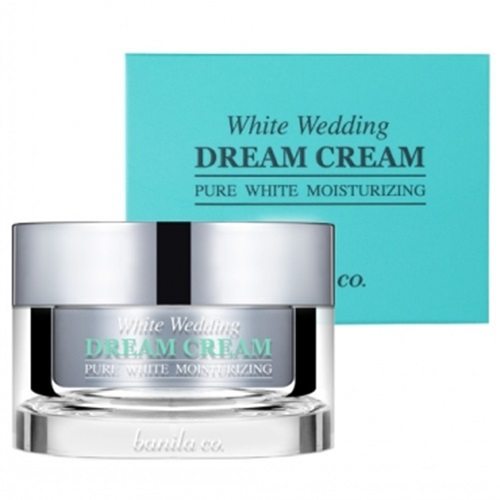 White Wedding
DREAM CREAM
PURE WHITE MOISTURIZING
co.
White Wedding
DREAM CREAM
PURE WHITE MOISTURIZING
banila co.